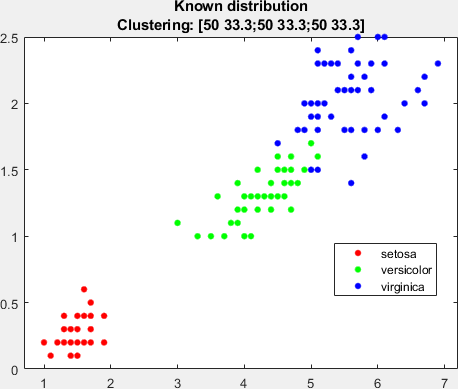 Known distribution
Clustering: [50 33.3;50 33.3;50 33.3]
2.5
2
1.5
1
0.5
0
setosa
versicolor
virginica
1 2 3 4 5 6 7